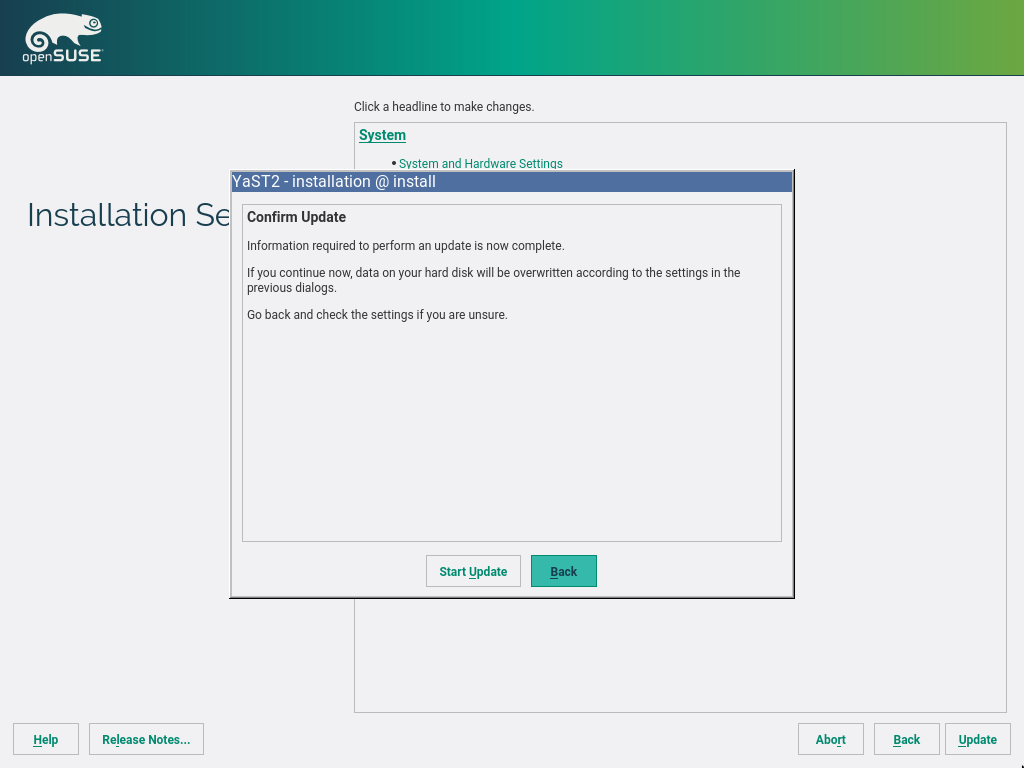 openSUSE
Click a headline to make changes.
System
• System and Hardware Settings
Installation Se
YaST2 - installation @ install
Confirm Update
Information required to perform an update is now complete.
If you continue now, data on your hard disk will be overwritten according to the settings in the
previous dialogs.
Go back and check the settings if you are unsure.
Start Update
Back
Help
Release Notes...
Abort
Back
Update